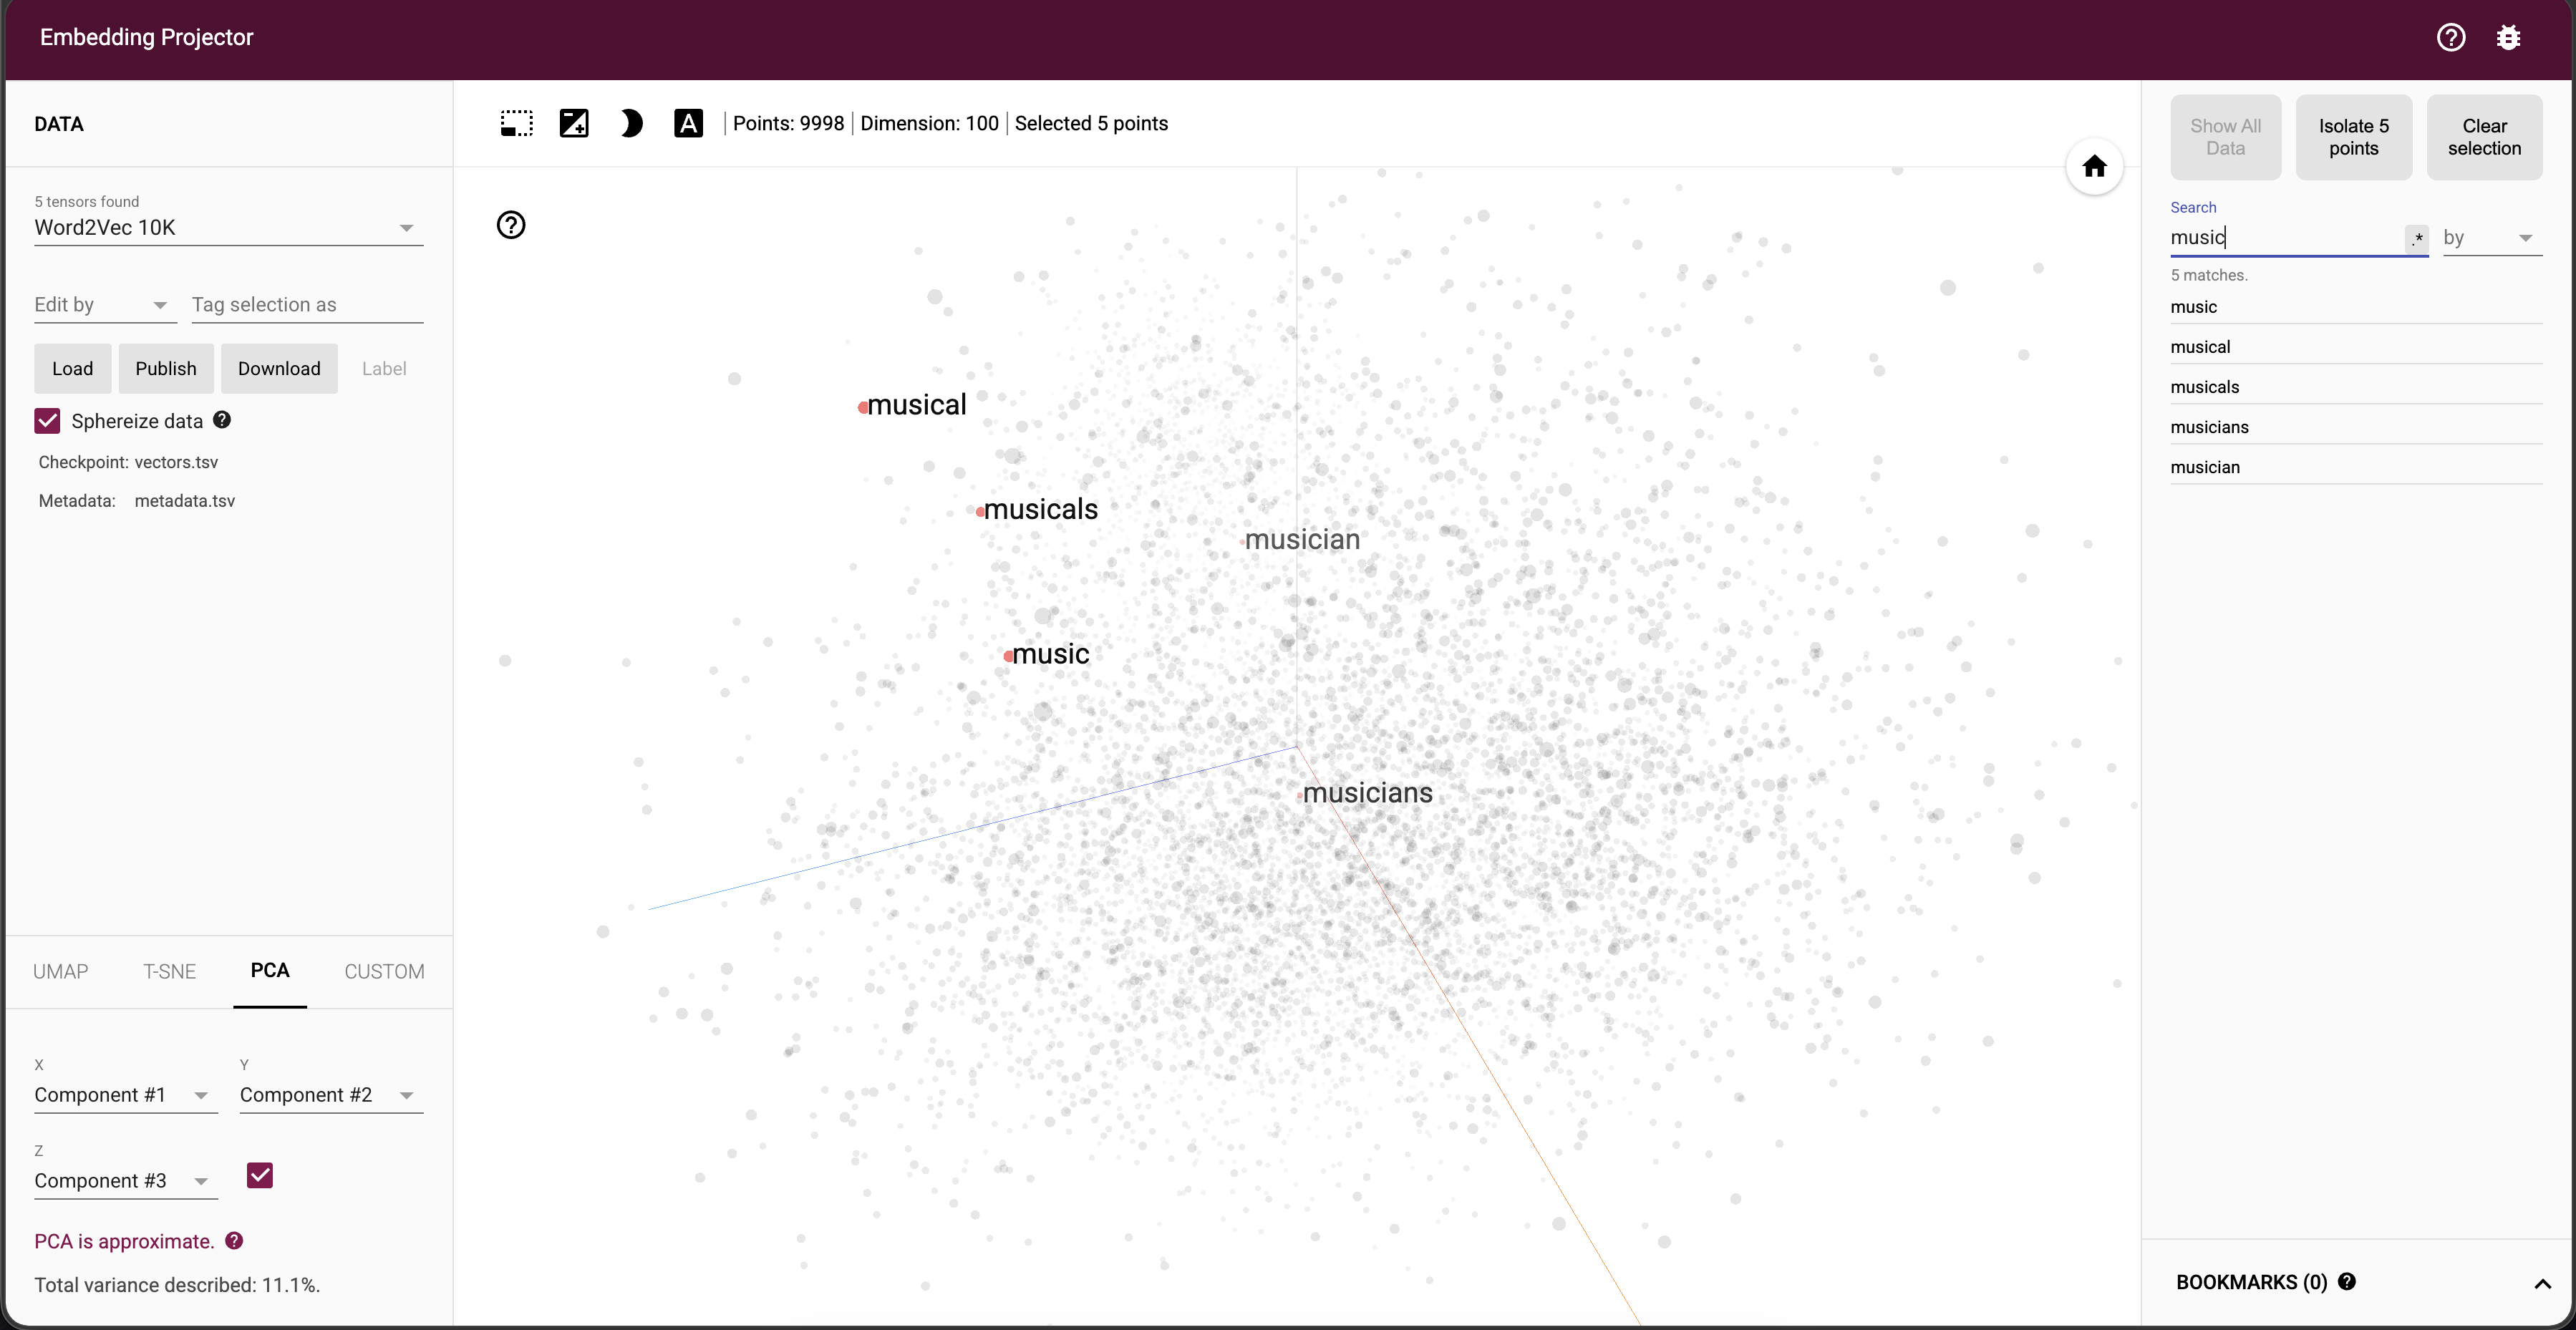 Embedding Projector
DATA
5 tensors found
Word2Vec 10K
Edit by
Tag selection as
Load
Publish
Download
Label
Sphereize data
Checkpoint: vectors.tsv
Metadata: metadata.tsv
UMAP
T-SNE
PCA
CUSTOM
X
Component #1
Y
Component #2
Z
Component #3
PCA is approximate.
Total variance described: 11.1%.
A
Points: 9998 | Dimension: 100 | Selected 5 points
musical
musicals
musician
music
musicians
Show All
Data
Isolate 5
points
Clear
selection
Search
music
.*
by
5 matches.
music
musical
musicals
musicians
musician
BOOKMARKS (0)